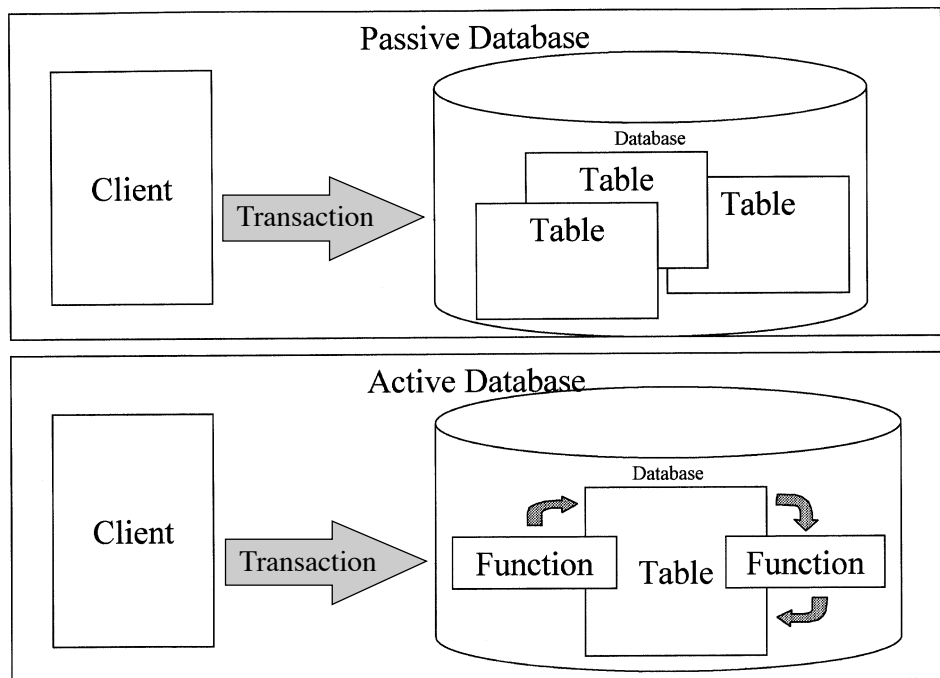 Passive Database
Client
Transaction
Database
Table
Table
Table
Active Database
Client
Transaction
Database
Function
Table
Function